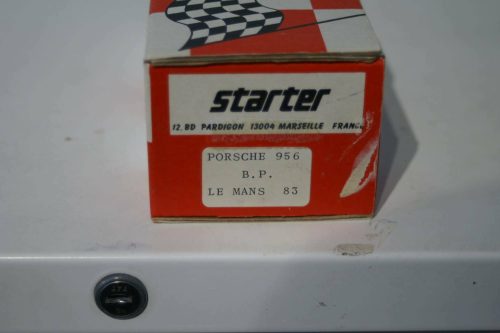 starter
12, BD PARDIGON 13004 MARSEILLE FRANCE
PORSCHE 956
B.P.
LE MANS 83